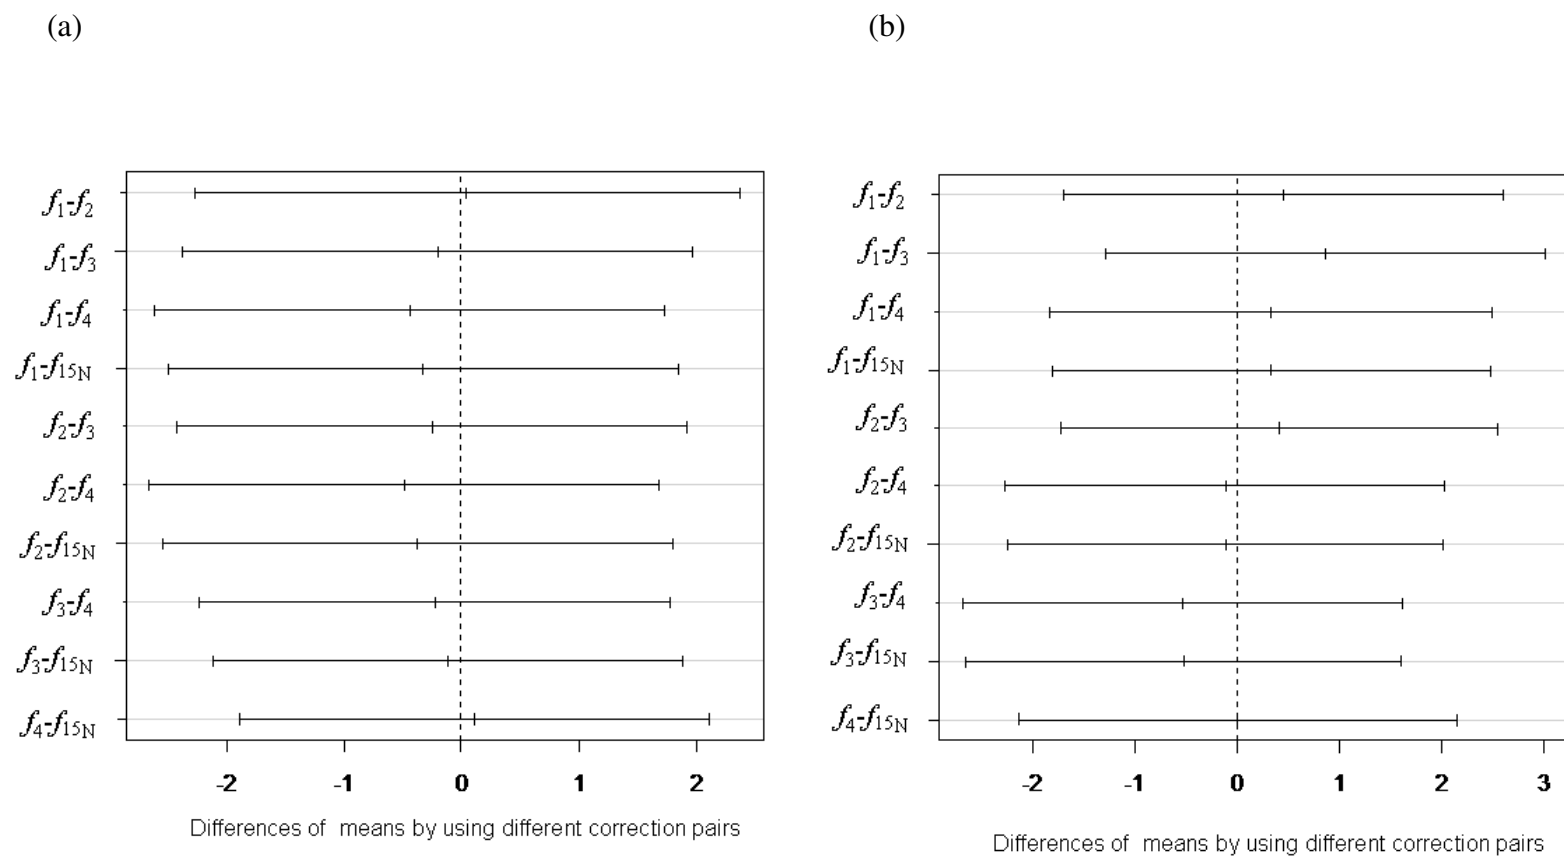 (a)
f1-f2
f1-f3
f1-f4
f1-f15N
f2-f3
f2-f4
f2-f15N
f3-f4
f3-f15N
f4-f15N
-2 -1 0 1 2
Differences of means by using different correction pairs
(b)
f1-f2
f1-f3
f1-f4
f1-f15N
f2-f3
f2-f4
f2-f15N
f3-f4
f3-f15N
f4-f15N
-2 -1 0 1 2 3
Differences of means by using different correction pairs